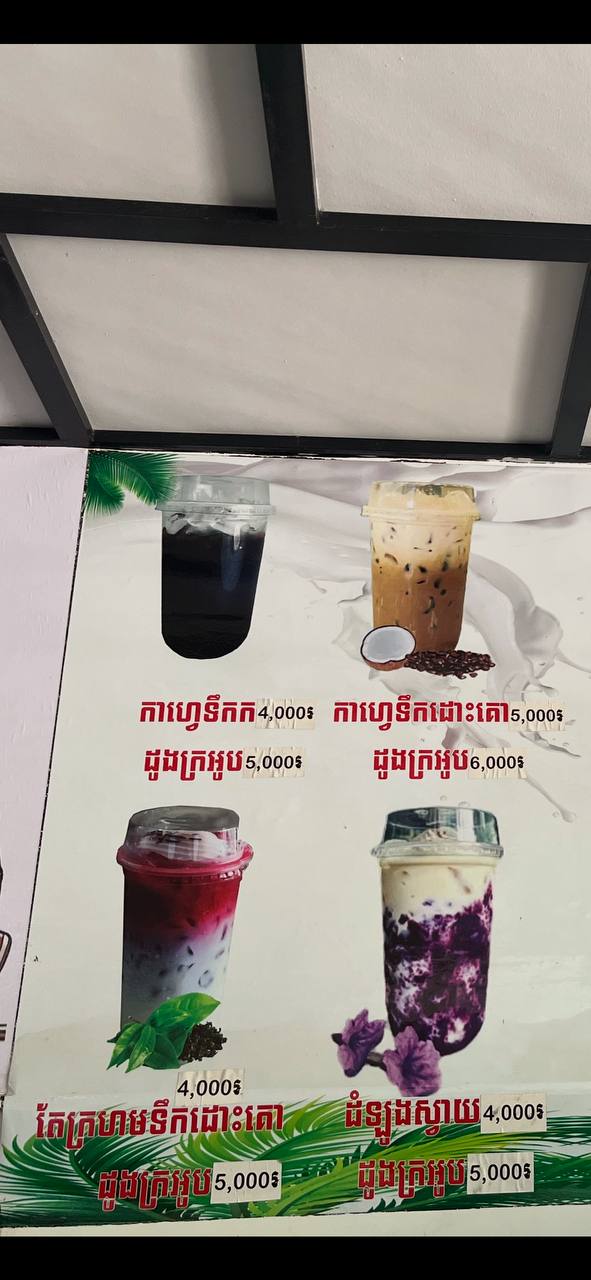 កាហ្វេទឹកក 4,000៛
ដូងក្រអូប 5,000៛
កាហ្វេទឹកដោះគោ 5,000៛
ដូងក្រអូប 6,000៛
4,000៛
តែក្រហមទឹកដោះគោ
ដូងក្រអូប 5,000៛
ដំឡូងស្វាយ 4,000៛
ដូងក្រអូប 5,000៛